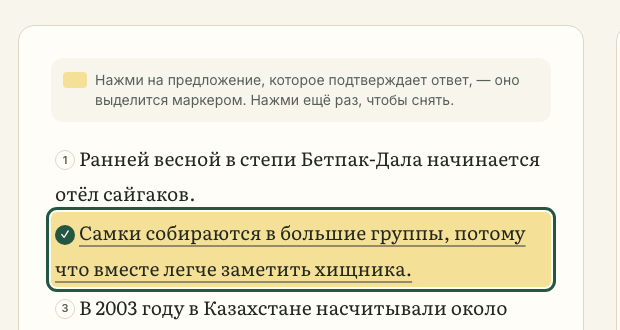 Нажми на предложение, которое подтверждает ответ, — оно
выделится маркером. Нажми ещё раз, чтобы снять.
1 Ранней весной в степи Бетпак-Дала начинается
отёл сайгаков.
Самки собираются в большие группы, потому
что вместе легче заметить хищника.
3 В 2003 году в Казахстане насчитывали около